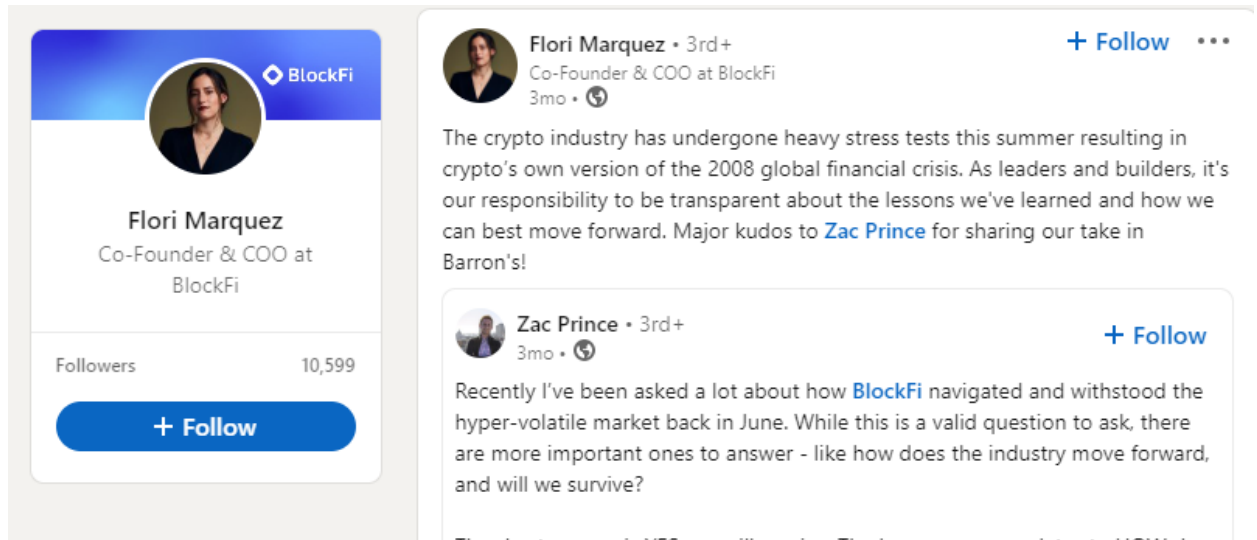 BlockFi
Flori Marquez
Co-Founder & COO at
BlockFi
Followers 10,599
+ Follow
Flori Marquez • 3rd+
+ Follow •••
Co-Founder & COO at BlockFi
3mo •
The crypto industry has undergone heavy stress tests this summer resulting in
crypto’s own version of the 2008 global financial crisis. As leaders and builders, it's
our responsibility to be transparent about the lessons we've learned and how we
can best move forward. Major kudos to Zac Prince for sharing our take in
Barron's!
Zac Prince • 3rd+
+ Follow
3mo •
Recently I’ve been asked a lot about how BlockFi navigated and withstood the
hyper-volatile market back in June. While this is a valid question to ask, there
are more important ones to answer - like how does the industry move forward,
and will we survive?